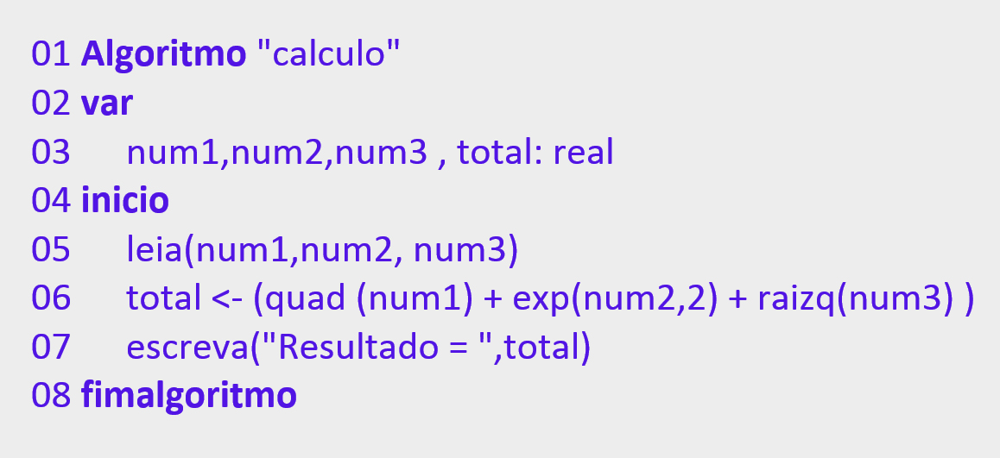 01 Algoritmo "calculo"
02 var
03 num1,num2,num3 , total: real
04 inicio
05 leia(num1,num2, num3)
06 total <- (quad (num1) + exp(num2,2) + raizq(num3) )
07 escreva("Resultado = ",total)
08 fimalgoritmo